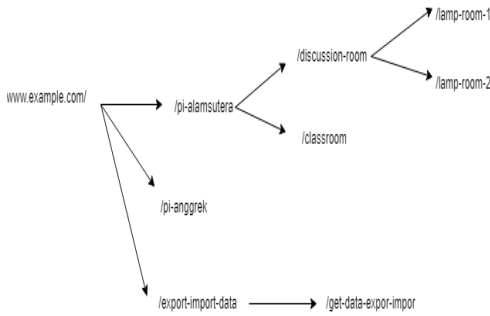 /lamp-room-1
/discussion-room
/lamp-room-2
www.example.com/
/pi-alamsutera
/classroom
/pi-anggrek
/export-import-data
/get-data-expor-impor